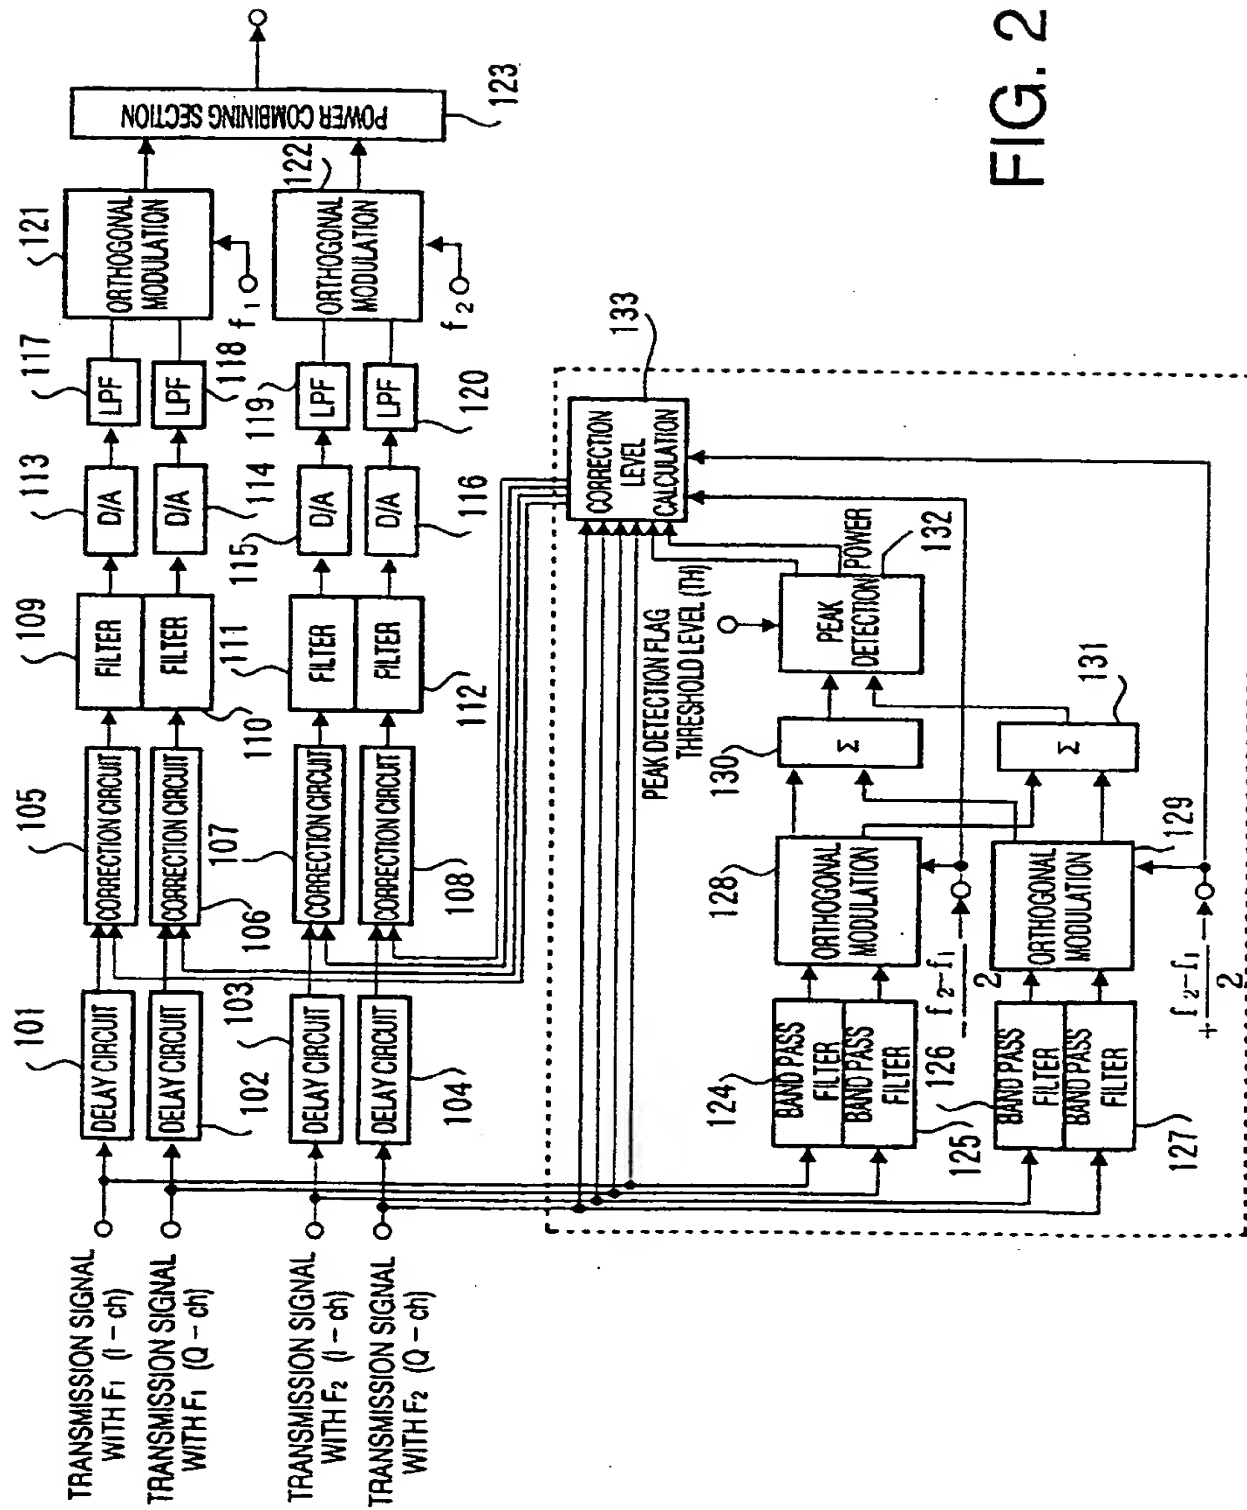 TRANSMISSION SIGNAL
WITH F1 (I - ch)
TRANSMISSION SIGNAL
WITH F1 (Q - ch)
TRANSMISSION SIGNAL
WITH F2 (I - ch)
TRANSMISSION SIGNAL
WITH F2 (Q - ch)
101
DELAY CIRCUIT
DELAY CIRCUIT
102
103
DELAY CIRCUIT
DELAY CIRCUIT
104
105
CORRECTION CIRCUIT
CORRECTION CIRCUIT
106
107
CORRECTION CIRCUIT
CORRECTION CIRCUIT
108
109
FILTER
FILTER
110
111
FILTER
FILTER
112
113
D/A
D/A
114
115
D/A
D/A
116
117
LPF
LPF
118
119
LPF
LPF
120
121
ORTHOGONAL
MODULATION
f1
122
ORTHOGONAL
MODULATION
f2
POWER COMBINING SECTION
123
124
BAND PASS
FILTER
BAND PASS
FILTER
125
126
BAND PASS
FILTER
BAND PASS
FILTER
127
128
ORTHOGONAL
MODULATION
- f2-f1
2
ORTHOGONAL
MODULATION
129
+ f2-f1
2
130
Σ
Σ
131
PEAK DETECTION FLAG
THRESHOLD LEVEL (TH)
PEAK
DETECTION
POWER
132
CORRECTION
LEVEL
CALCULATION
133
FIG. 2